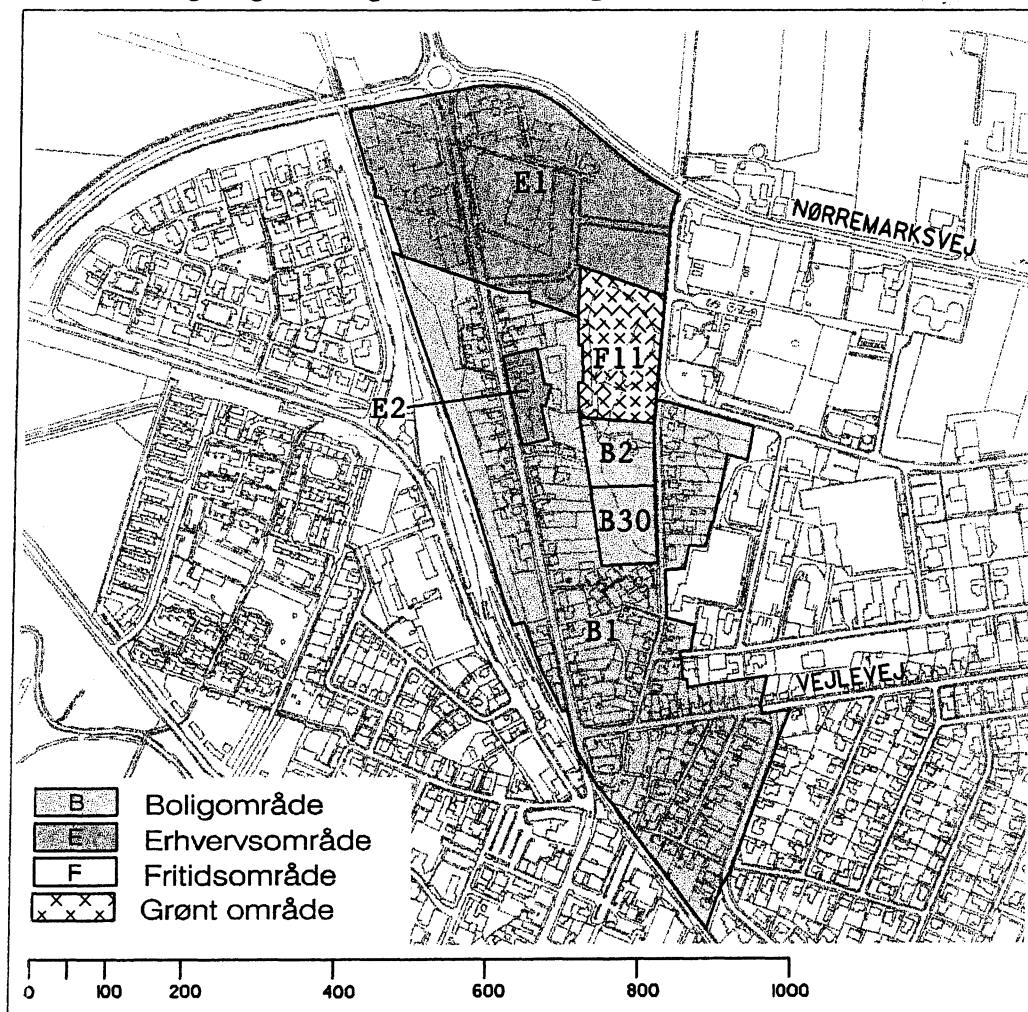 E1
NØRREMARKSVEJ
F11
E2
B2
B30
B1
VEJLEVEJ
B Boligområde
E Erhvervsområde
F Fritidsområde
Grønt område
0 100 200 400 600 800 1000